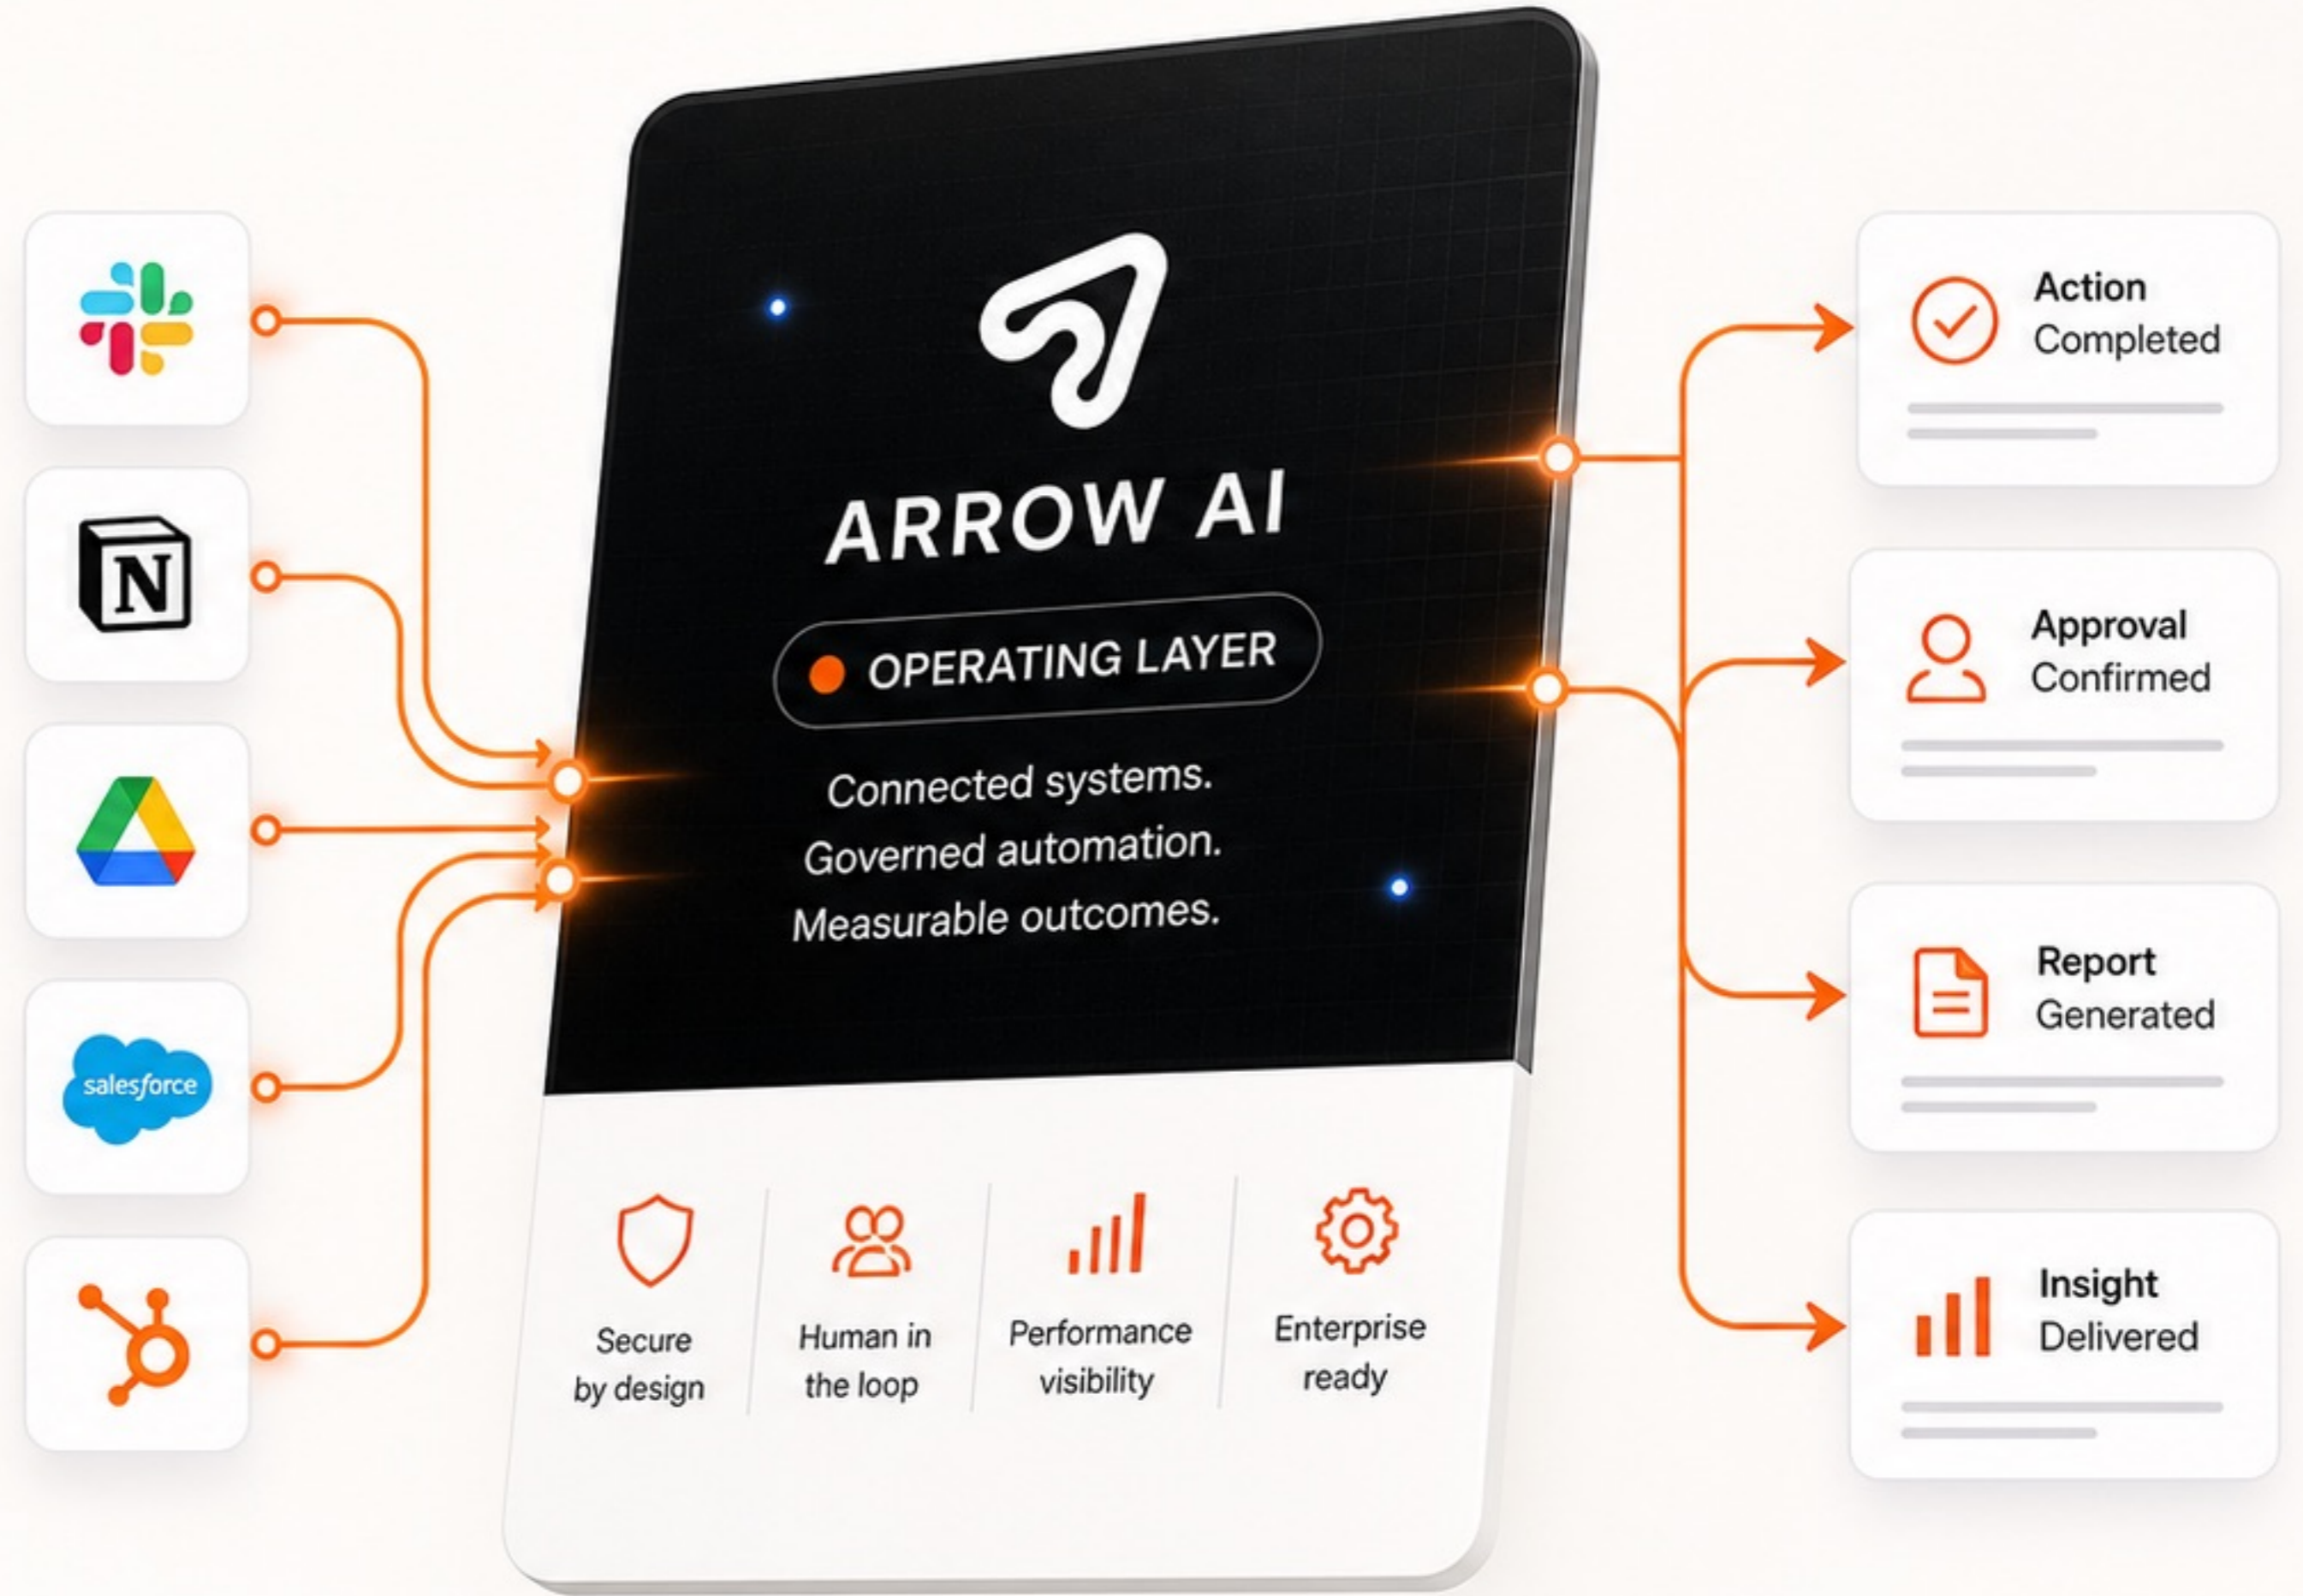 N
salesforce
ARROW AI
OPERATING LAYER
Connected systems.
Governed automation.
Measurable outcomes.
Secure
by design
Human in
the loop
Performance
visibility
Enterprise
ready
Action
Completed
Approval
Confirmed
Report
Generated
Insight
Delivered